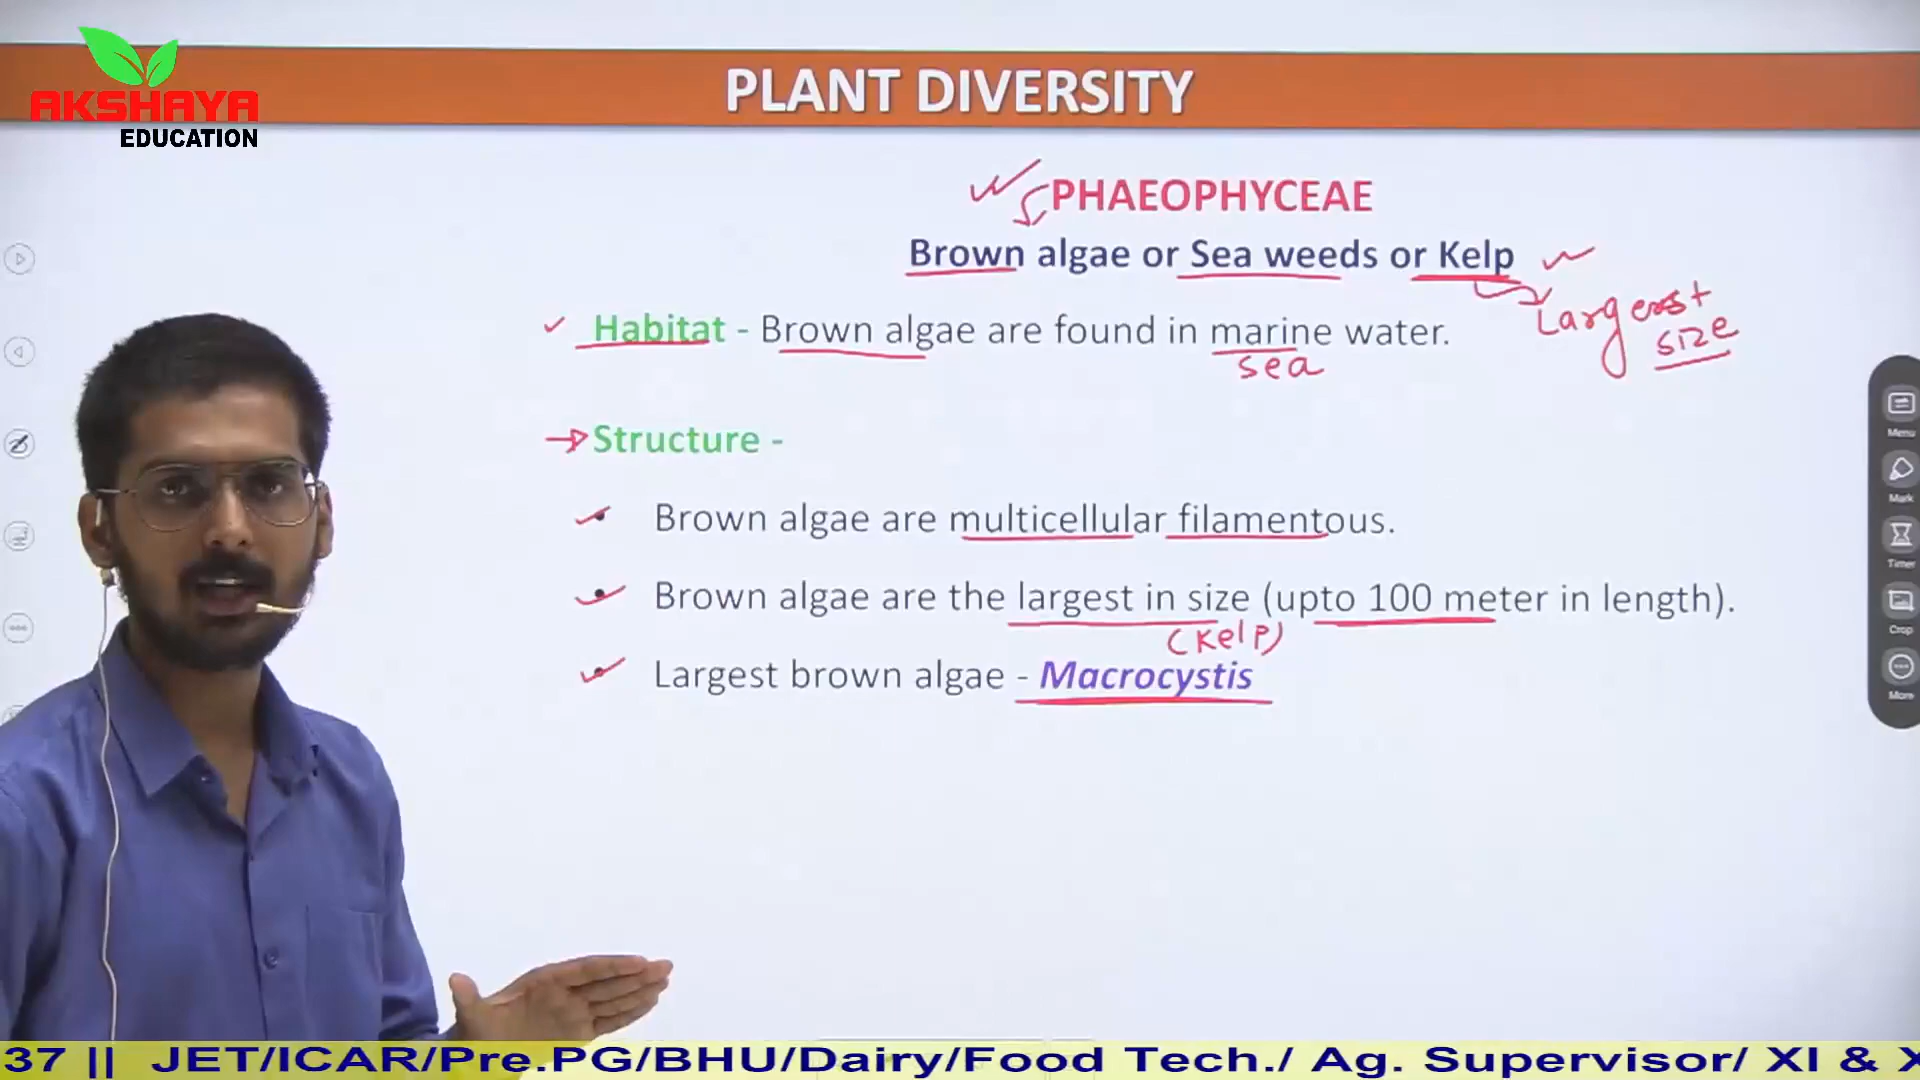 AKSHAYA
EDUCATION
PLANT DIVERSITY
PHAEOPHYCEAE
Brown algae or Sea weeds or Kelp
Largest
size
Habitat - Brown algae are found in marine water.
sea
Structure -
Brown algae are multicellular filamentous.
Brown algae are the largest in size (upto 100 meter in length).
(Kelp)
Largest brown algae - Macrocystis
Menu
Mark
Timer
Crop
More
37 || JET/ICAR/Pre.PG/BHU/Dairy/Food Tech./ Ag. Supervisor/ XI & X